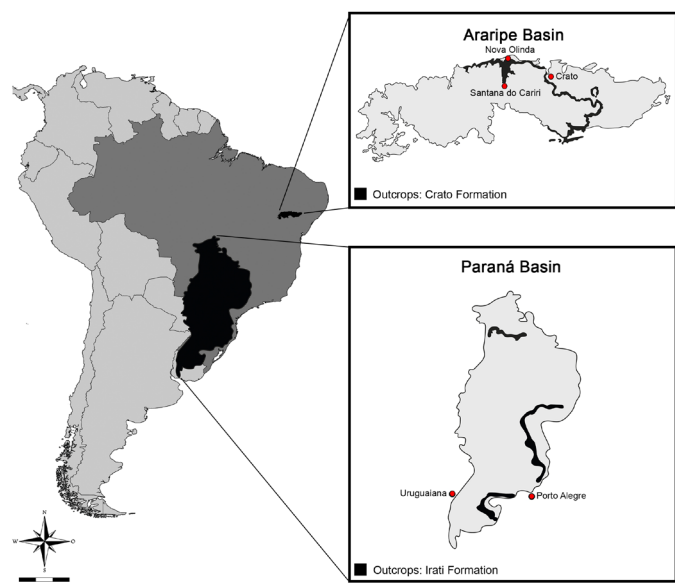 Araripe Basin
Nova Olinda
Crato
Santana do Cariri
Outcrops: Crato Formation
Paraná Basin
Uruguaiana
Porto Alegre
Outcrops: Irati Formation
N
W
O
S